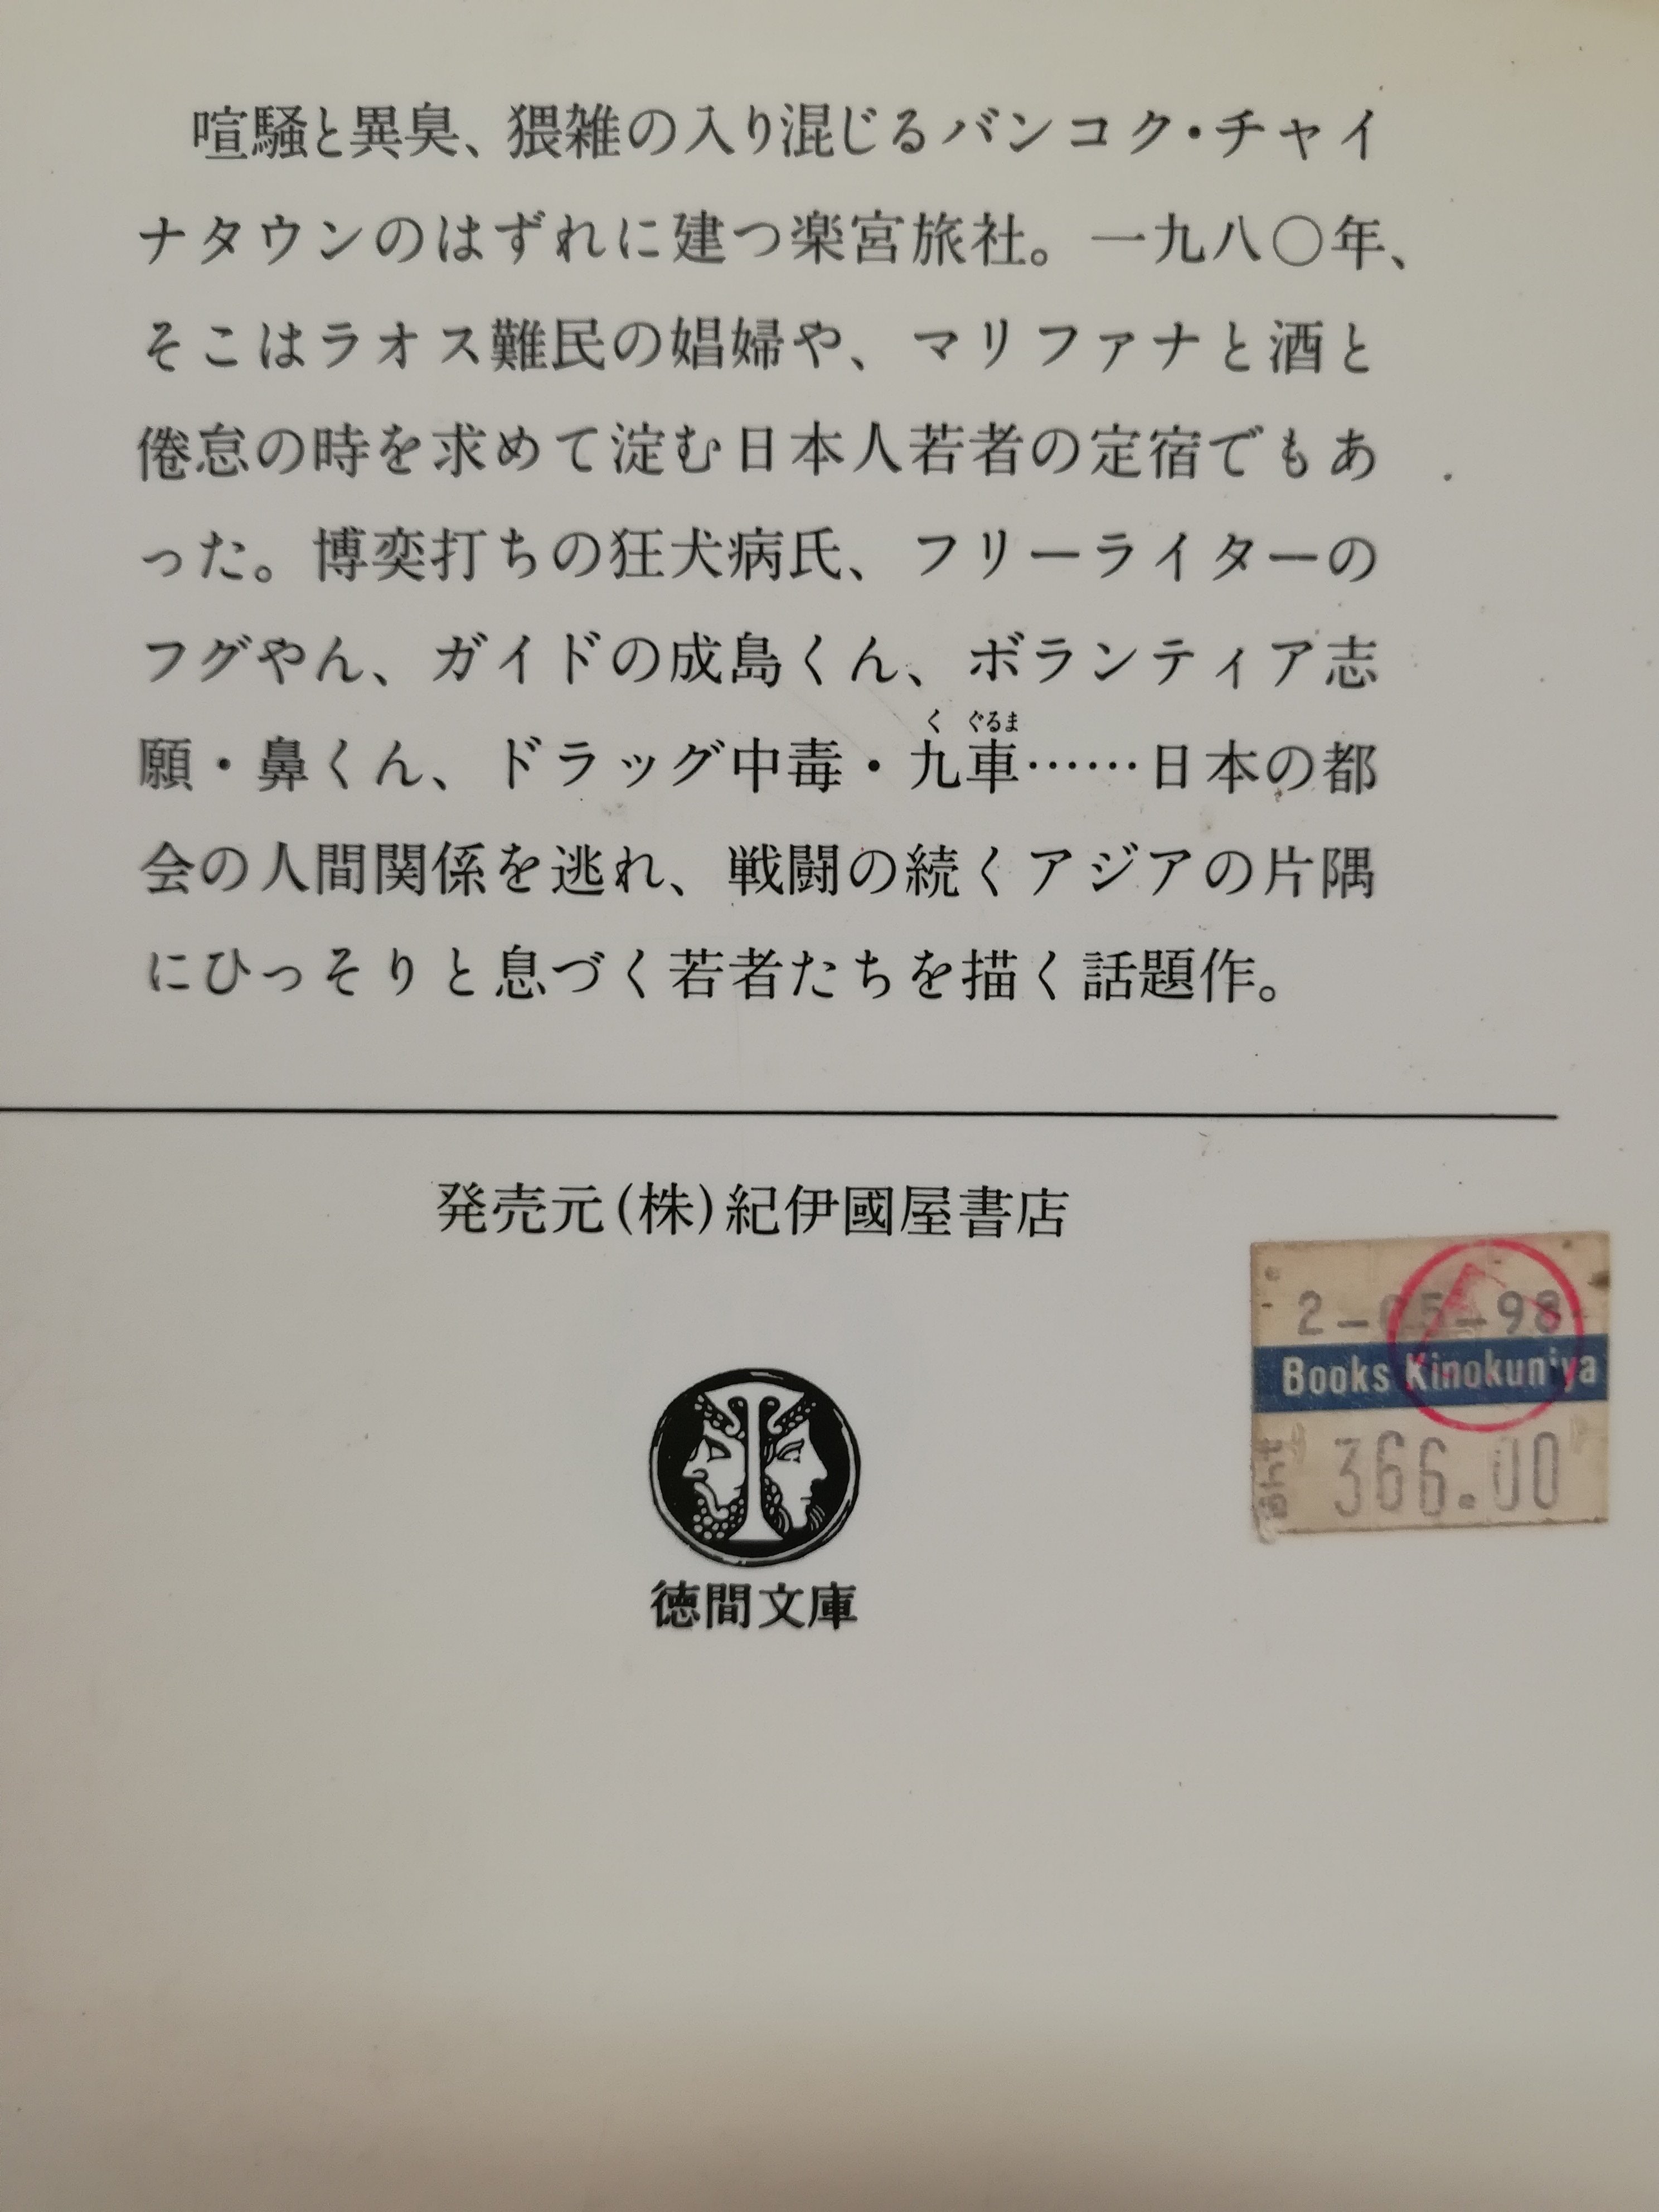 喧騒と異臭、猥雑の入り混じるバンコク・チャイ
ナタウンのはずれに建つ楽宮旅社。一九八〇年、
そこはラオス難民の娼婦や、マリファナと酒と
倦怠の時を求めて淀む日本人若者の定宿でもあ
った。博奕打ちの狂犬病氏、フリーライターの
フグやん、ガイドの成島くん、ボランティア志
く ぐるま
願・鼻くん、ドラッグ中毒・九車……日本の都
会の人間関係を逃れ、戦闘の続くアジアの片隅
にひっそりと息づく若者たちを描く話題作。
発売元(株)紀伊國屋書店
2-05-98
Books Kinokuniya
366.00
徳間文庫